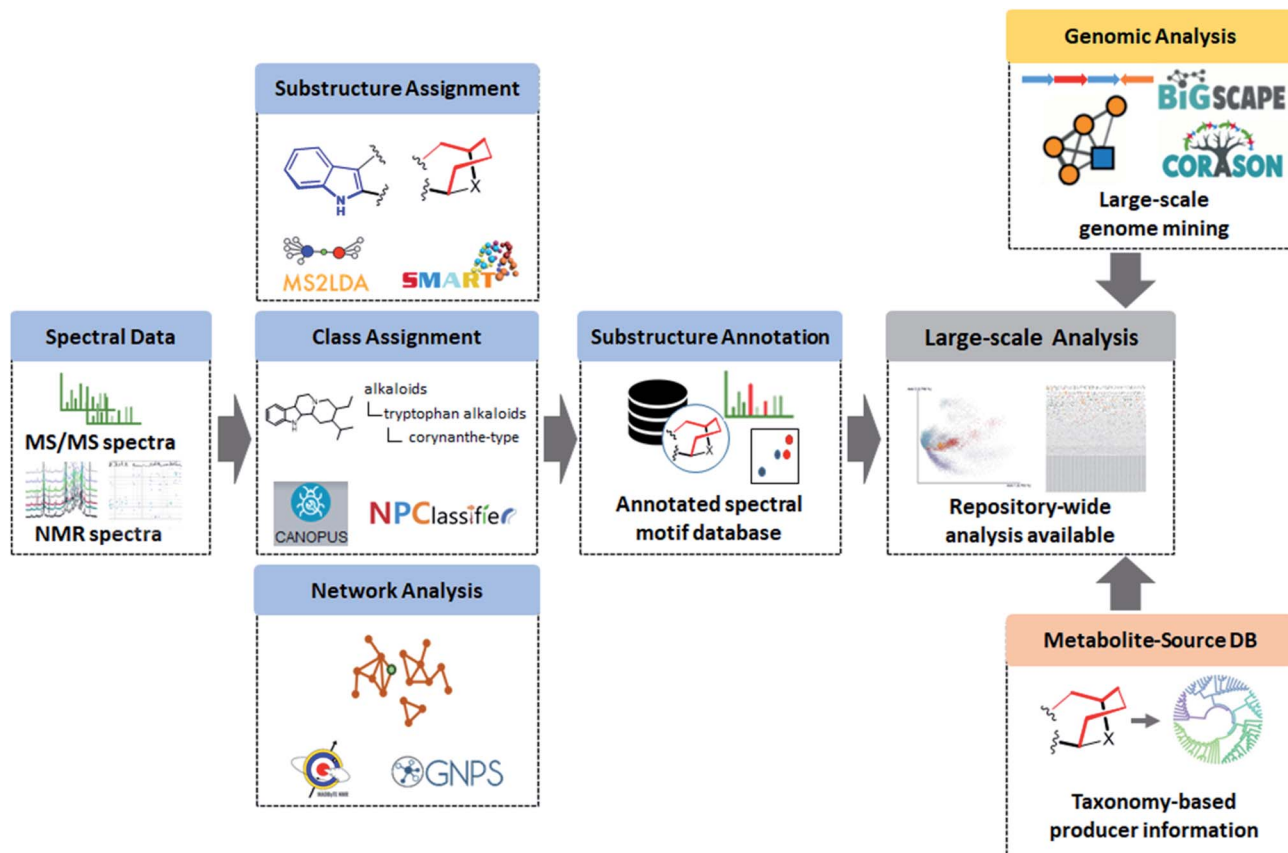 Genomic Analysis
BiGSCAPE
CORASON
Large-scale
genome mining
Substructure Assignment
N
H
X
MS2LDA
SMART
Spectral Data
MS/MS spectra
NMR spectra
Class Assignment
alkaloids
tryptophan alkaloids
corynanthe-type
N
N
H
CANOPUS
NPClassifier
Substructure Annotation
X
Annotated spectral
motif database
Large-scale Analysis
Repository-wide
analysis available
Network Analysis
GNPS
Metabolite-Source DB
X
Taxonomy-based
producer information